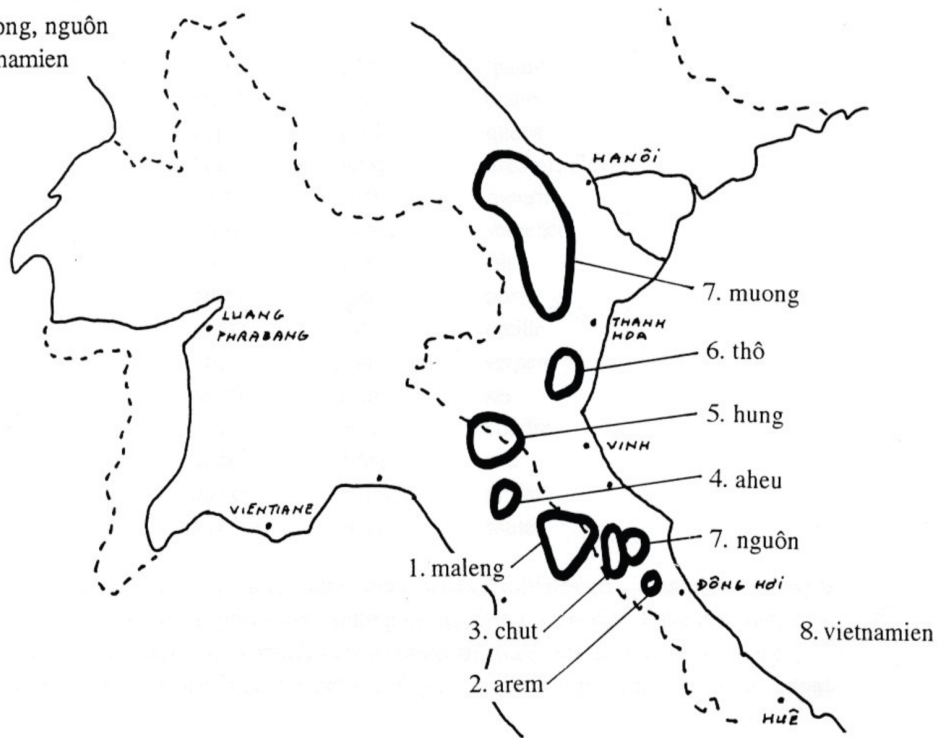 ong, nguôn
namien
HANÔI
7. muong
LUANG
PHRABANG
THANH
HOA
6. thô
5. hung
VINH
4. aheu
VIENTIANE
7. nguôn
1. maleng
ĐÔNG HƠI
3. chut
8. vietnamien
2. arem
HUÊ